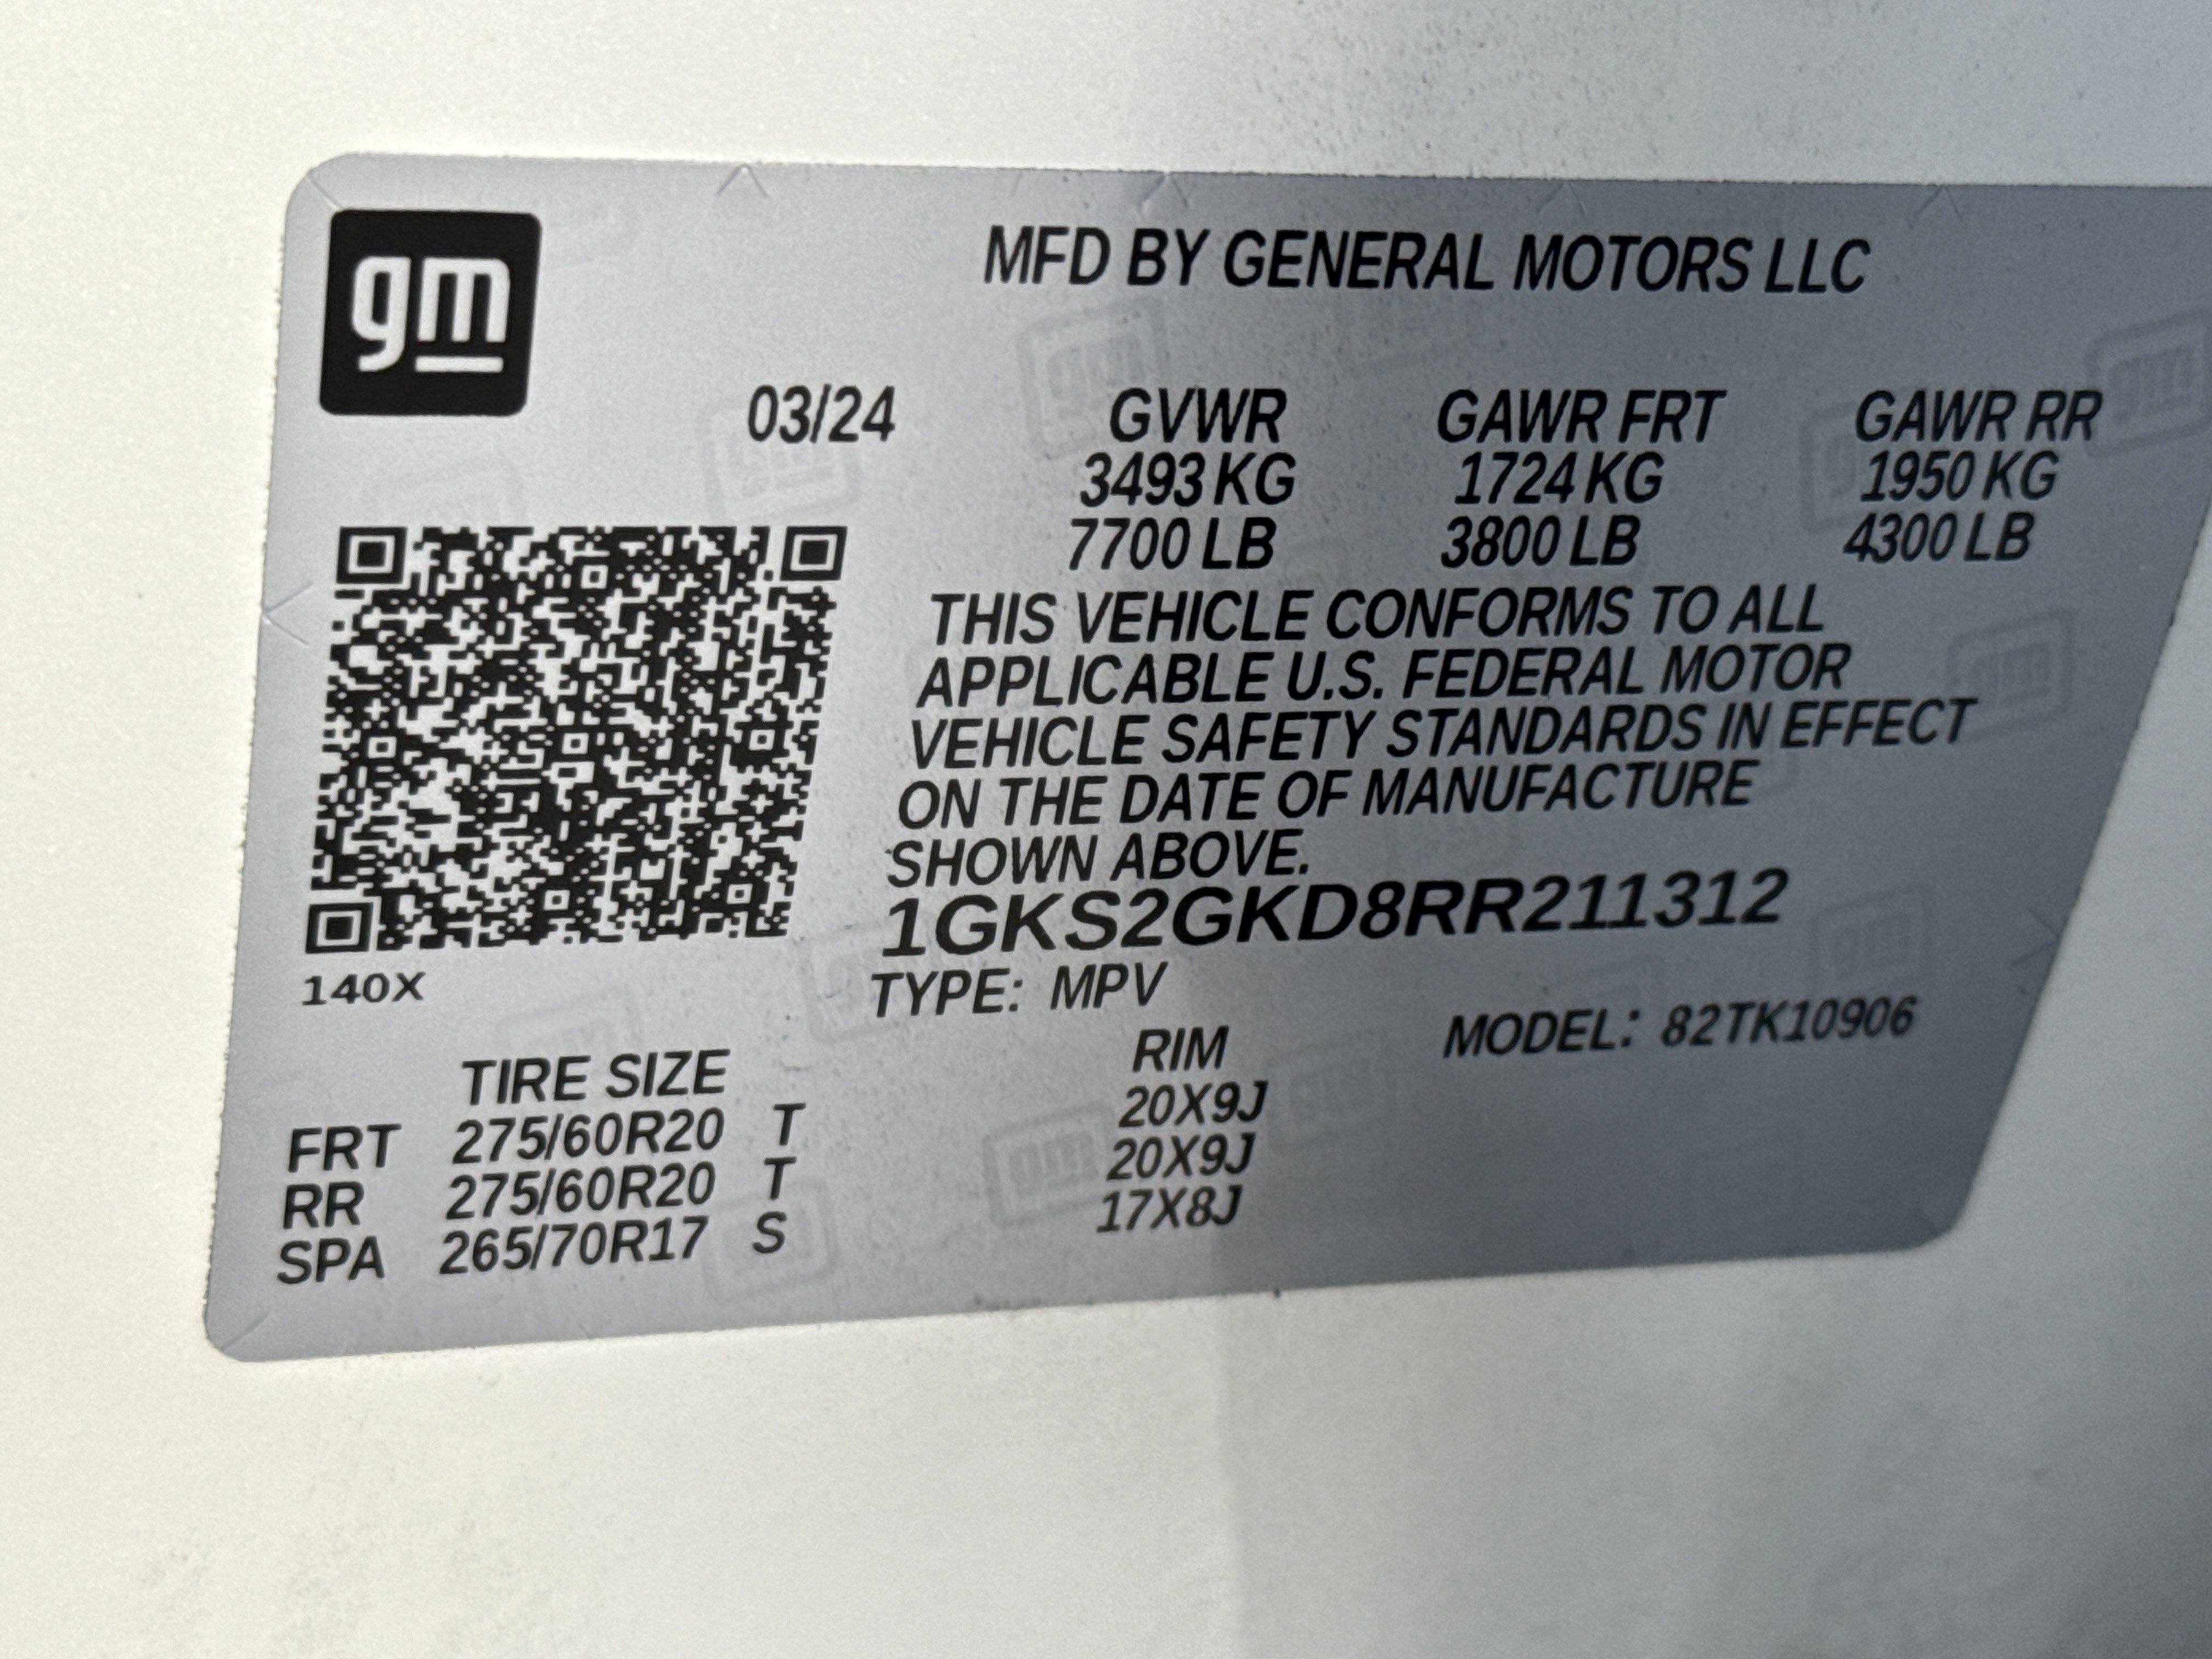 gm
MFD BY GENERAL MOTORS LLC
03/24 GVWR GAWR FRT GAWR RR
3493 KG 1724 KG 1950 KG
7700 LB 3800 LB 4300 LB
THIS VEHICLE CONFORMS TO ALL
APPLICABLE U.S. FEDERAL MOTOR
VEHICLE SAFETY STANDARDS IN EFFECT
ON THE DATE OF MANUFACTURE
SHOWN ABOVE.
1GKS2GKD8RR211312
140X
TYPE: MPV
MODEL: 82TK10906
TIRE SIZE RIM
FRT 275/60R20 T 20X9J
RR 275/60R20 T 20X9J
SPA 265/70R17 S 17X8J